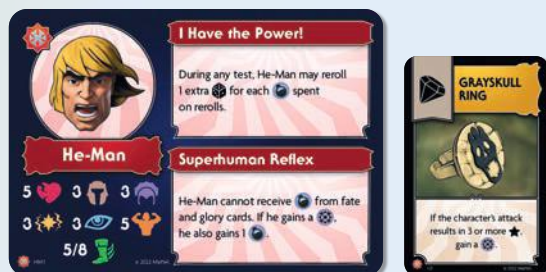 I Have the Power!
During any test, He-Man may reroll
1 extra for each spent
on rerolls.
He-Man
5 3 3
3 3 5
5/8
Superhuman Reflex
He-Man cannot receive from fate
and glory cards. If he gains a ,
he also gains 1 .
© 2022 Mattel
GRAYSKULL
RING
If the character's attack
results in 3 or more ,
gain a .